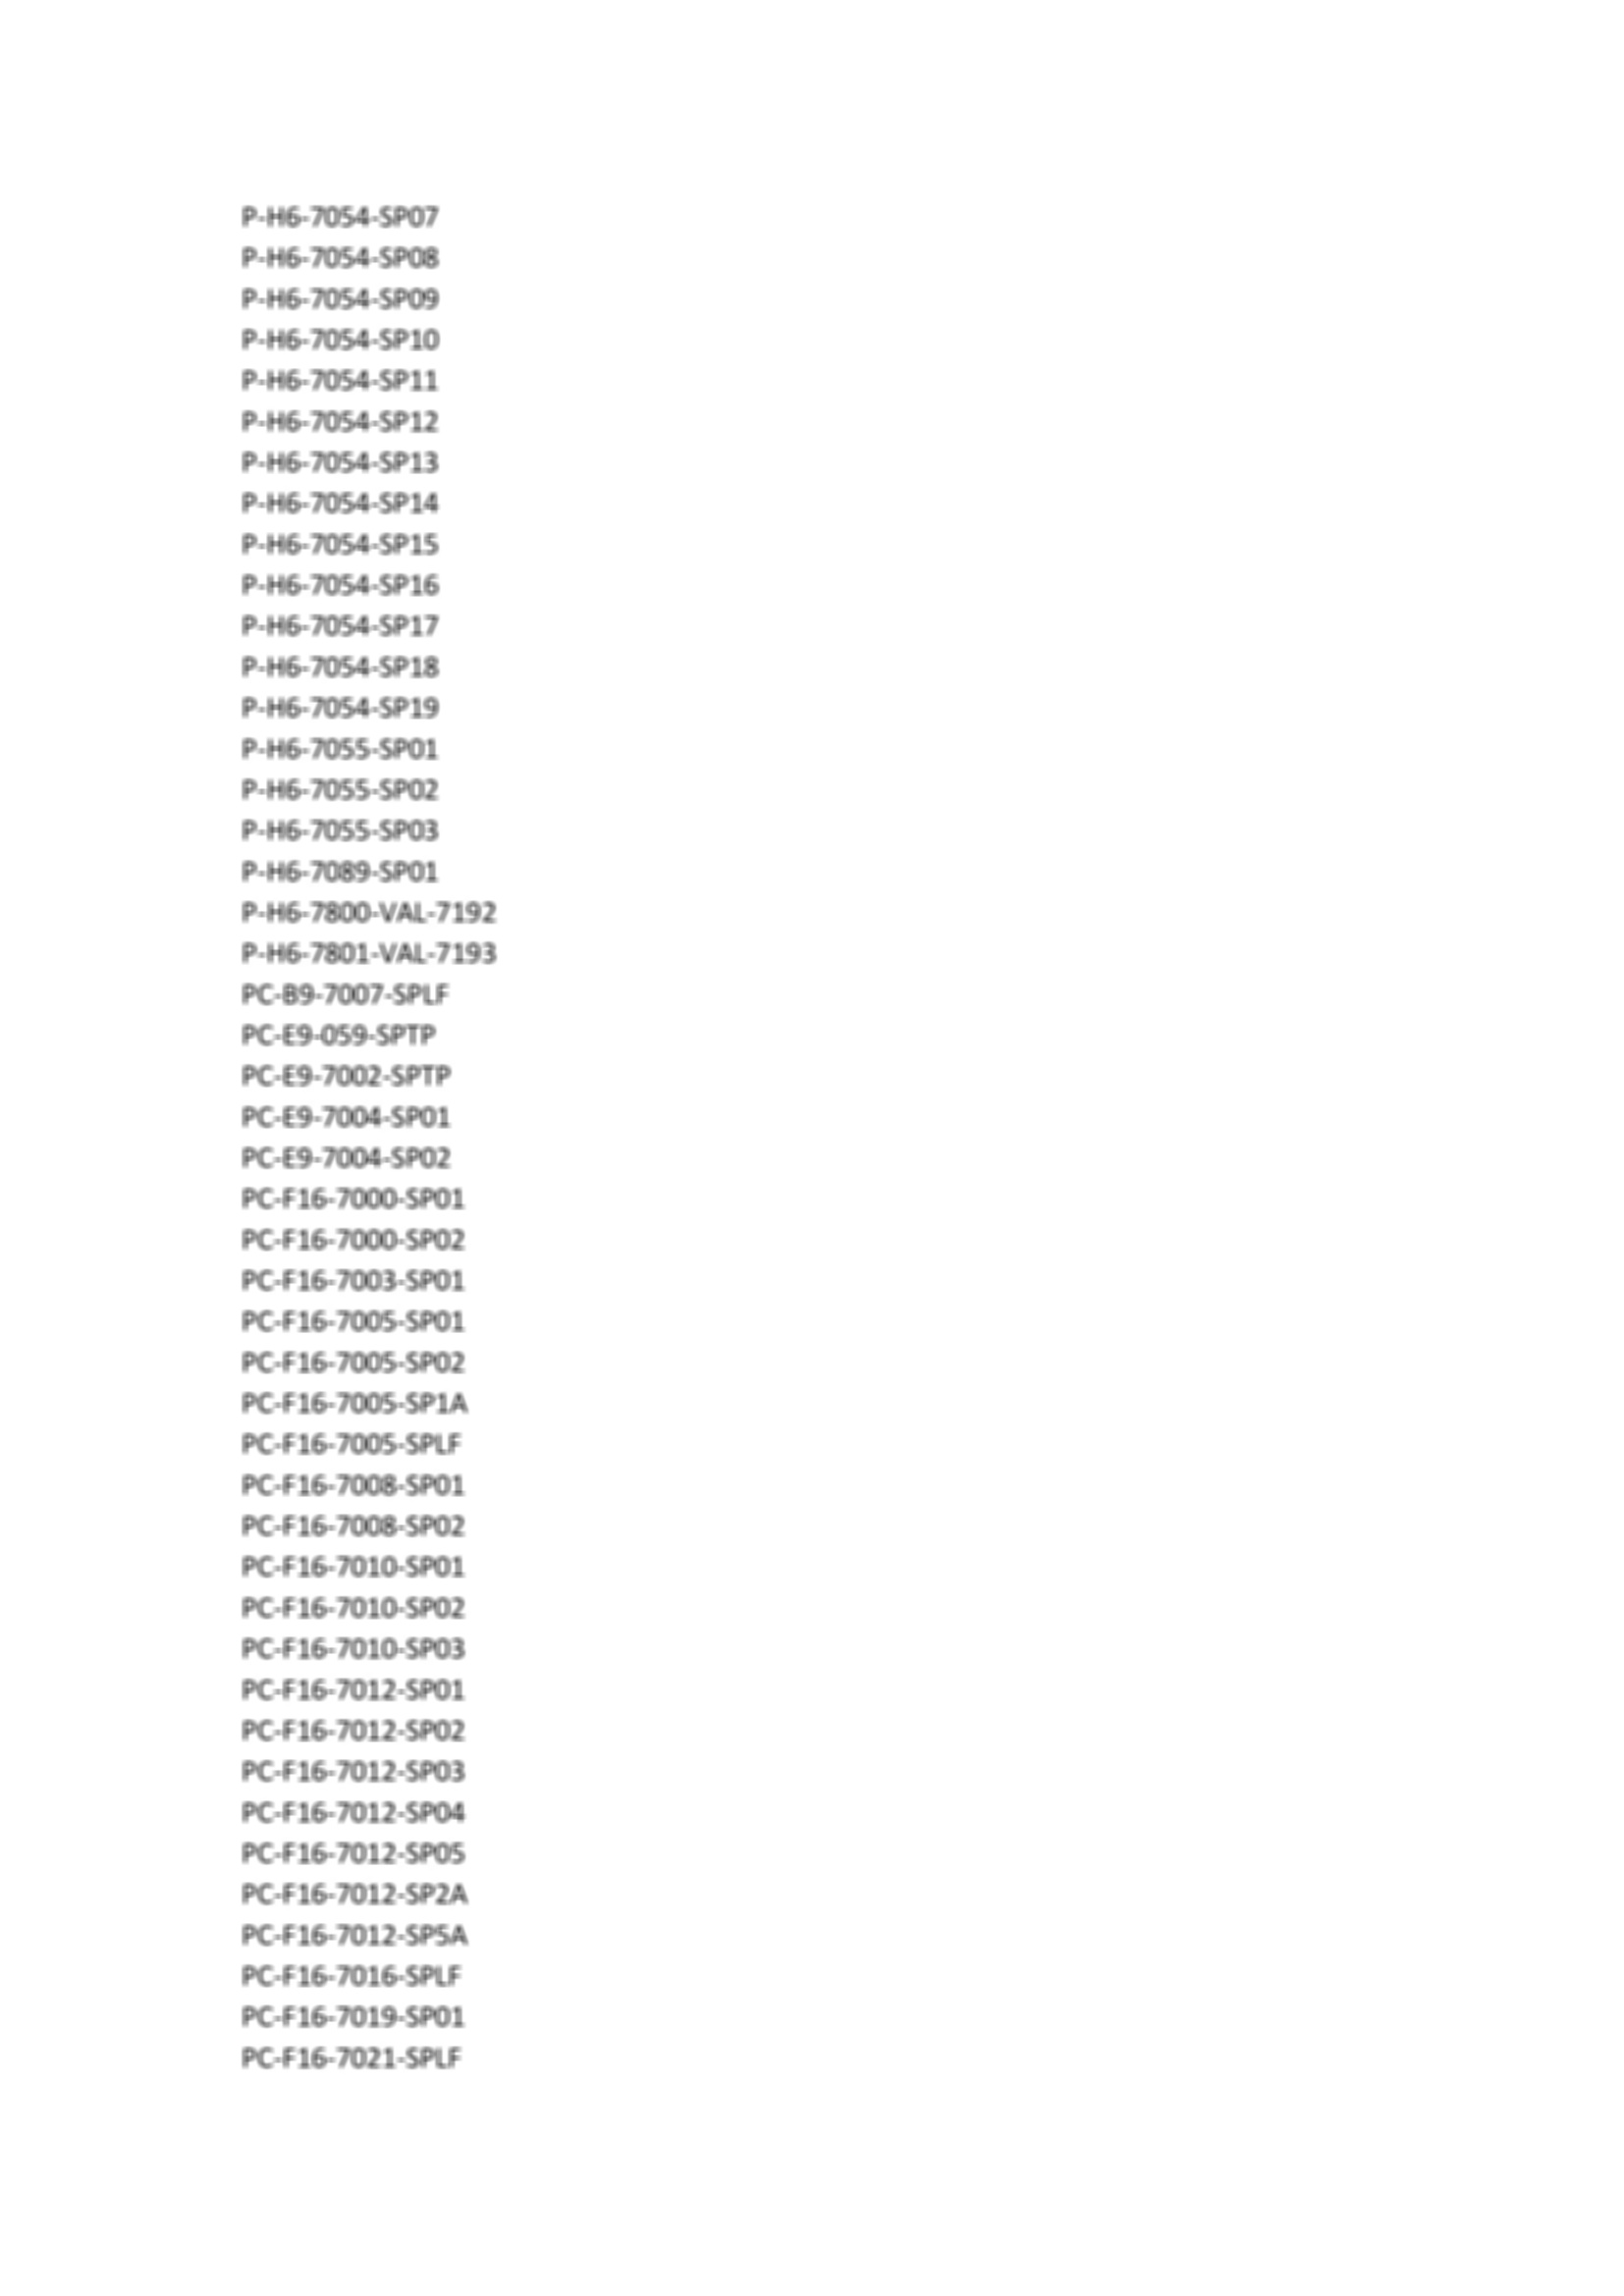 P-H6-7054-SP07
P-H6-7054-SP08
P-H6-7054-SP09
P-H6-7054-SP10
P-H6-7054-SP11
P-H6-7054-SP12
P-H6-7054-SP13
P-H6-7054-SP14
P-H6-7054-SP15
P-H6-7054-SP16
P-H6-7054-SP17
P-H6-7054-SP18
P-H6-7054-SP19
P-H6-7055-SP01
P-H6-7055-SP02
P-H6-7055-SP03
P-H6-7089-SP01
P-H6-7800-VAL-7192
P-H6-7801-VAL-7193
PC-B9-7007-SPLF
PC-E9-059-SPTP
PC-E9-7002-SPTP
PC-E9-7004-SP01
PC-E9-7004-SP02
PC-F16-7000-SP01
PC-F16-7000-SP02
PC-F16-7003-SP01
PC-F16-7005-SP01
PC-F16-7005-SP02
PC-F16-7005-SP1A
PC-F16-7005-SPLF
PC-F16-7008-SP01
PC-F16-7008-SP02
PC-F16-7010-SP01
PC-F16-7010-SP02
PC-F16-7010-SP03
PC-F16-7012-SP01
PC-F16-7012-SP02
PC-F16-7012-SP03
PC-F16-7012-SP04
PC-F16-7012-SP05
PC-F16-7012-SP2A
PC-F16-7012-SP5A
PC-F16-7016-SPLF
PC-F16-7019-SP01
PC-F16-7021-SPLF